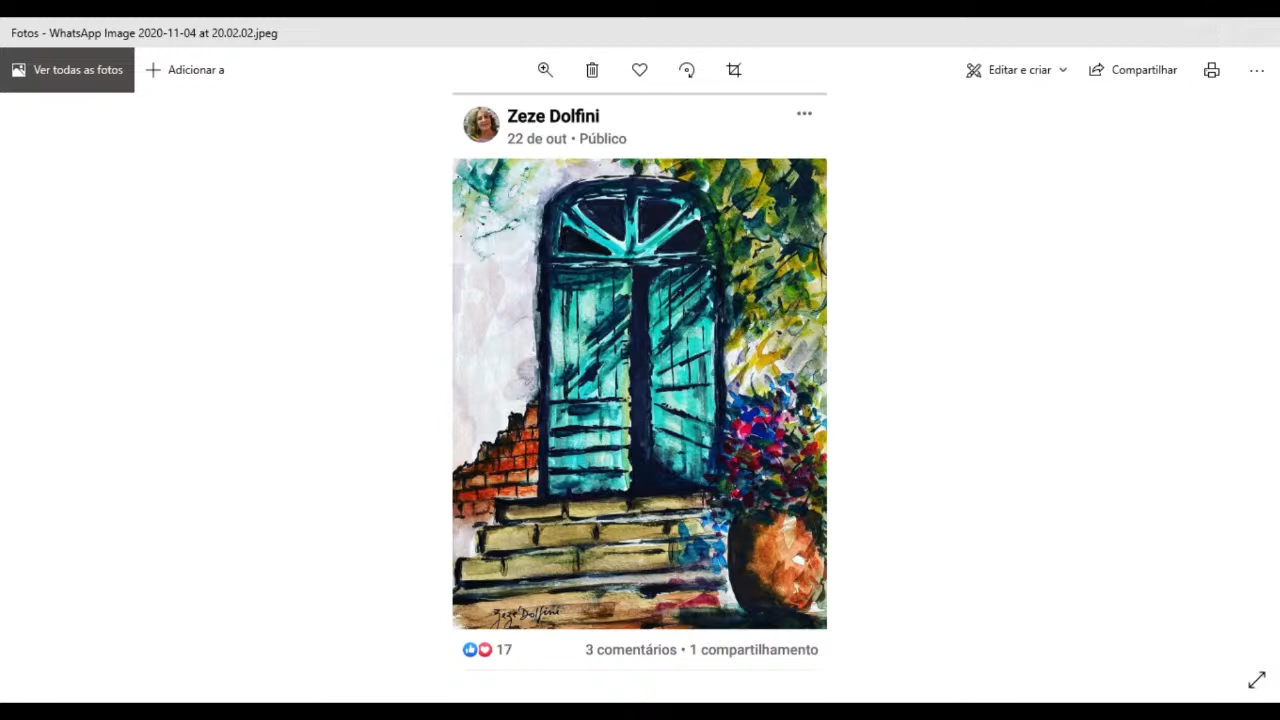 Fotos - WhatsApp Image 2020-11-04 at 20.02.02.jpeg
Ver todas as fotos
Adicionar a
Editar e criar
Compartilhar
Zeze Dolfini
22 de out • Público
Zezé Dolfini
17
3 comentários • 1 compartilhamento